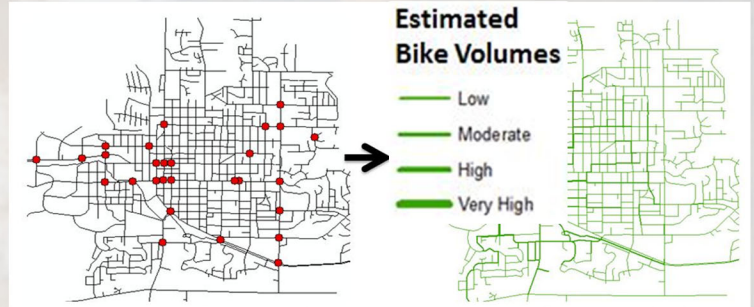 Estimated
Bike Volumes
Low
Moderate
High
Very High